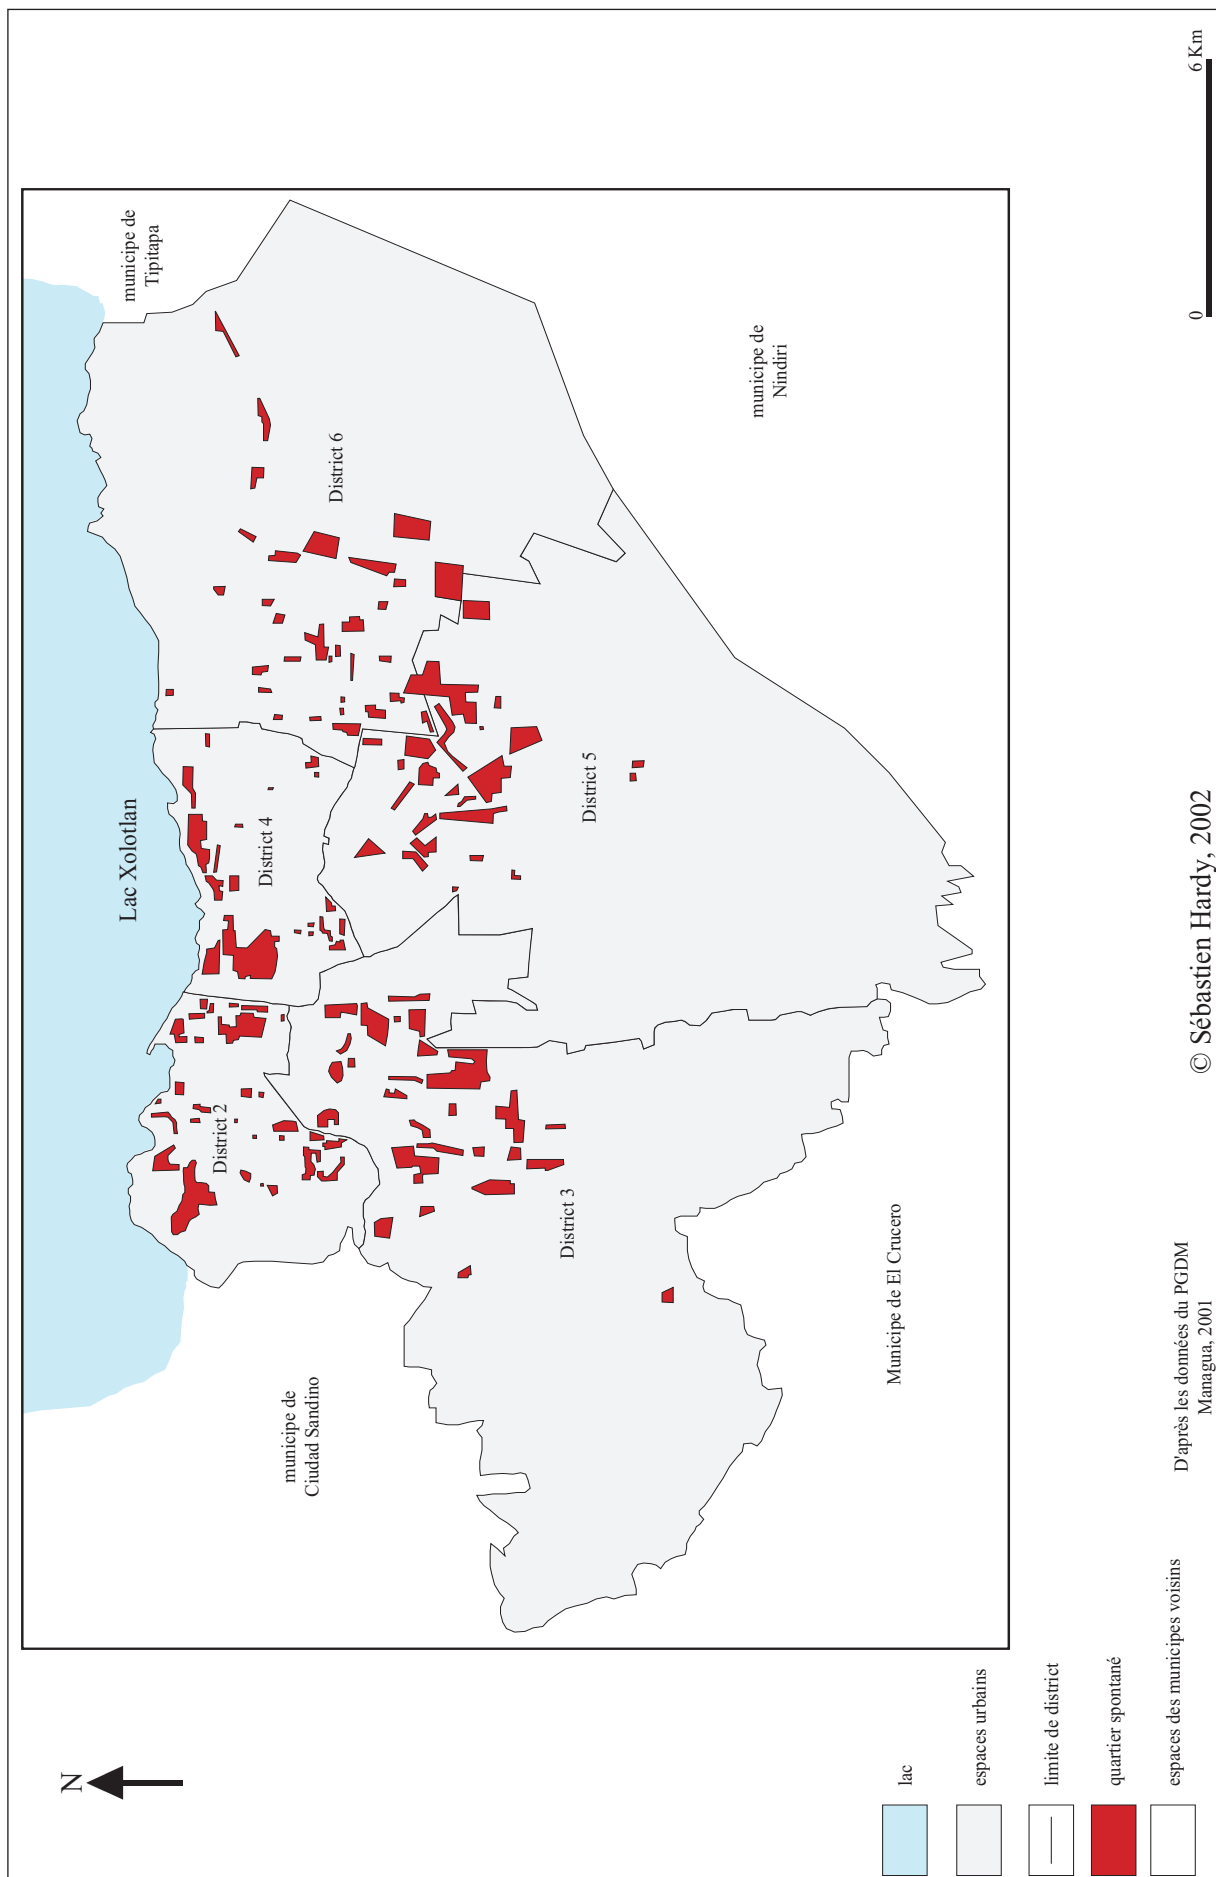 Lac Xolotlan
municipe de
Tipitapa
District 2
District 4
District 6
municipe de
Ciudad Sandino
District 3
District 5
municipe de
Nindiri
Municipe de El Crucero
N
lac
espaces urbains
limite de district
quartier spontané
espaces des municipes voisins
D'après les données du PGDM
Managua, 2001
© Sébastien Hardy, 2002
0
6 Km